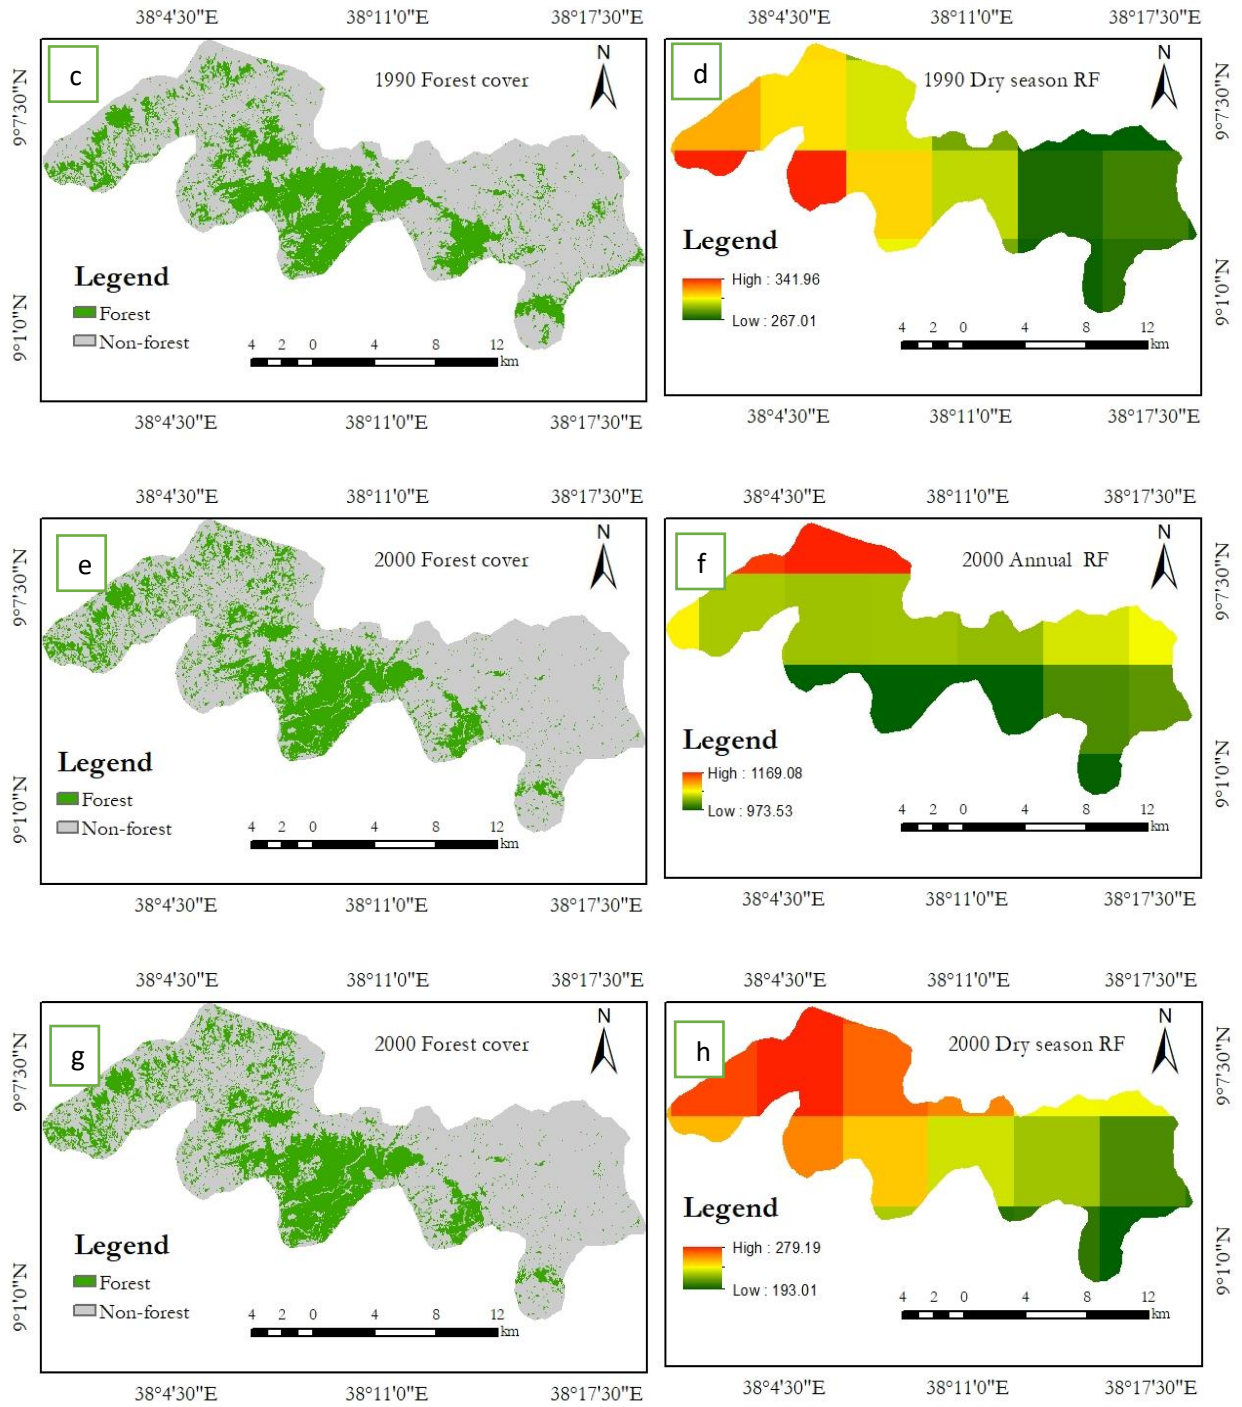 38°4'30"E 38°11'0"E 38°17'30"E
c
1990 Forest cover
N
9°7'30"N
9°1'0"N
Legend
Forest
Non-forest
4 2 0 4 8 12
km
38°4'30"E 38°11'0"E 38°17'30"E
38°4'30"E 38°11'0"E 38°17'30"E
d
1990 Dry season RF
N
9°7'30"N
9°1'0"N
Legend
High : 341.96
Low : 267.01
4 2 0 4 8 12
km
38°4'30"E 38°11'0"E 38°17'30"E
38°4'30"E 38°11'0"E 38°17'30"E
e
2000 Forest cover
N
9°7'30"N
9°1'0"N
Legend
Forest
Non-forest
4 2 0 4 8 12
km
38°4'30"E 38°11'0"E 38°17'30"E
38°4'30"E 38°11'0"E 38°17'30"E
f
2000 Annual RF
N
9°7'30"N
9°1'0"N
Legend
High : 1169.08
Low : 973.53
4 2 0 4 8 12
km
38°4'30"E 38°11'0"E 38°17'30"E
38°4'30"E 38°11'0"E 38°17'30"E
g
2000 Forest cover
N
9°7'30"N
9°1'0"N
Legend
Forest
Non-forest
4 2 0 4 8 12
km
38°4'30"E 38°11'0"E 38°17'30"E
38°4'30"E 38°11'0"E 38°17'30"E
h
2000 Dry season RF
N
9°7'30"N
9°1'0"N
Legend
High : 279.19
Low : 193.01
4 2 0 4 8 12
km
38°4'30"E 38°11'0"E 38°17'30"E